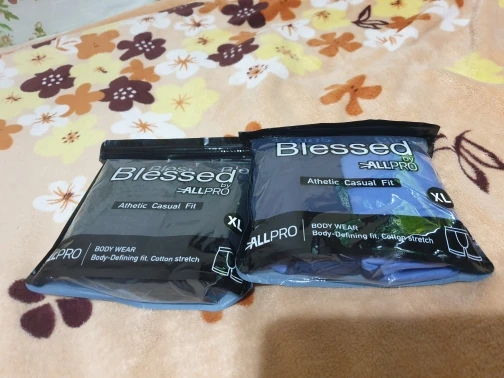 Blessed
by
ALLPRO
Athetic Casual Fit
XL
ALLPRO
BODY WEAR
Body-Defining fit, Cotton stretch
Blessed
by
ALLPRO
Athetic Casual Fit
XL
ALLPRO
BODY WEAR
Body-Defining fit, Cotton stretch